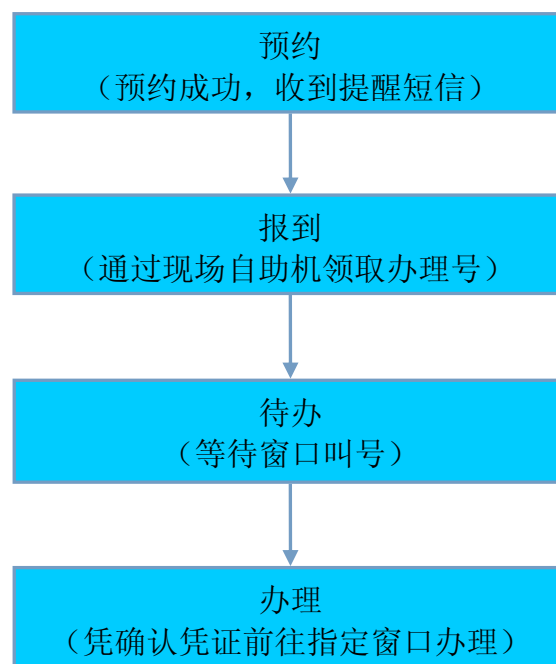 预约
（预约成功，收到提醒短信）
报到
（通过现场自助机领取办理号）
待办
（等待窗口叫号）
办理
（凭确认凭证前往指定窗口办理）